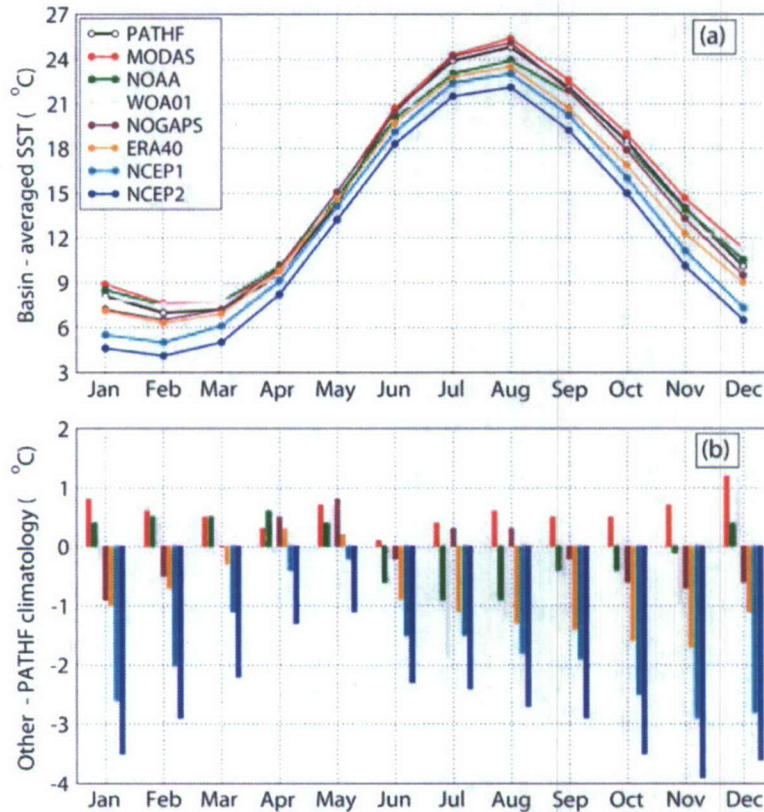 27
24
21
18
15
12
9
6
3
Basin - averaged SST ( °C)
PATHF
MODAS
NOAA
WOA01
NOGAPS
ERA40
NCEP1
NCEP2
(a)
Jan Feb Mar Apr May Jun Jul Aug Sep Oct Nov Dec
2
1
0
-1
-2
-3
-4
Other - PATHF climatology ( °C)
(b)
Jan Feb Mar Apr May Jun Jul Aug Sep Oct Nov Dec